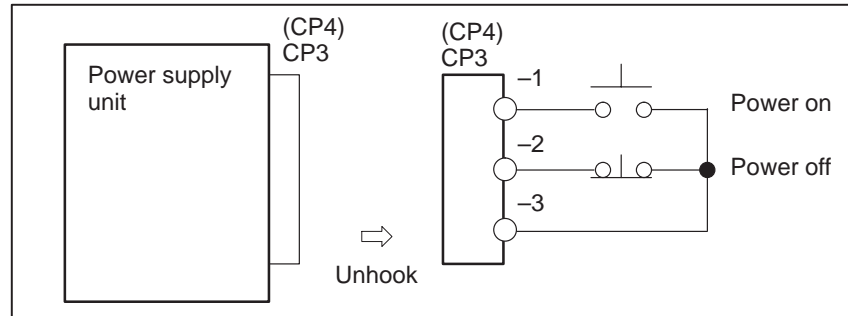 (CP4)
CP3
Power supply
unit
Unhook
(CP4)
CP3
–1
Power on
–2
Power off
–3